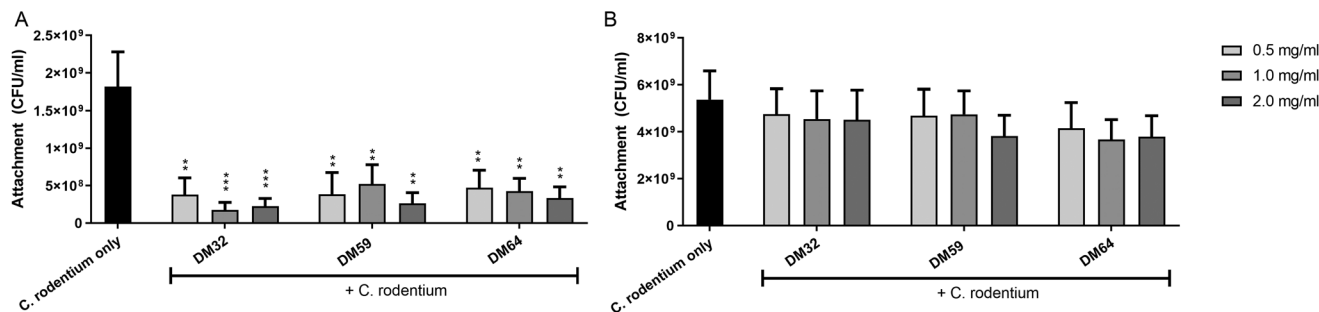 A
Attachment (CFU/ml)
2.5×10⁹
2×10⁹
1.5×10⁹
1×10⁹
5×10⁸
0
**
***
***
**
**
**
**
**
**
C. rodentium only
DM32
DM59
DM64
+ C. rodentium
B
Attachment (CFU/ml)
8×10⁹
6×10⁹
4×10⁹
2×10⁹
0
C. rodentium only
DM32
DM59
DM64
+ C. rodentium
0.5 mg/ml
1.0 mg/ml
2.0 mg/ml